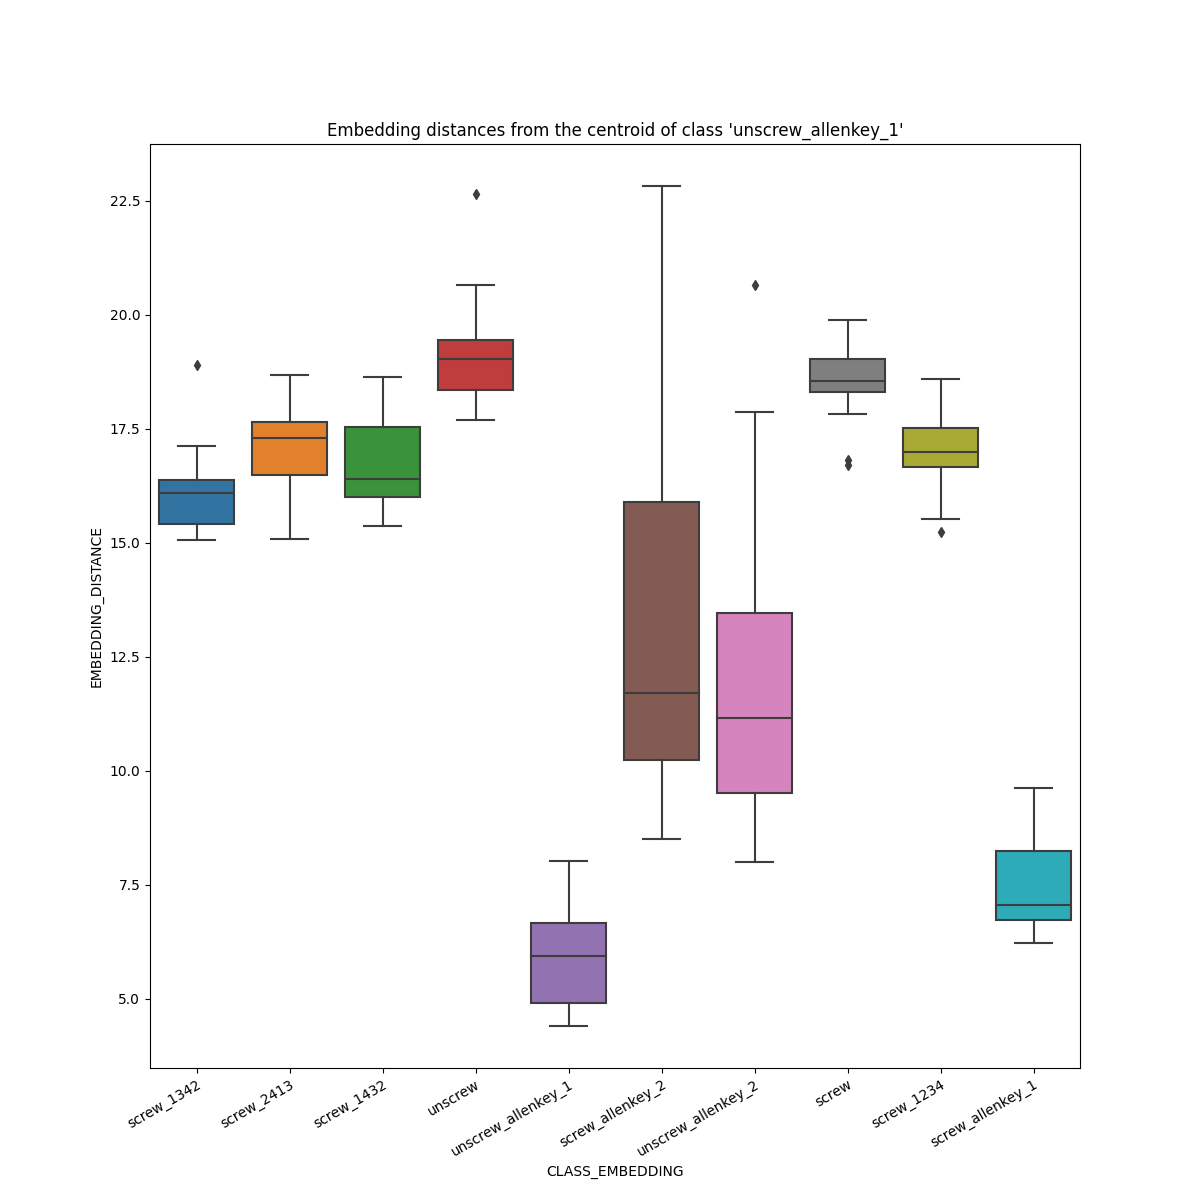 Embedding distances from the centroid of class 'unscrew_allenkey_1'
EMBEDDING_DISTANCE
22.5
20.0
17.5
15.0
12.5
10.0
7.5
5.0
screw_1342
screw_2413
screw_1432
unscrew
unscrew_allenkey_1
screw_allenkey_2
unscrew_allenkey_2
screw
screw_1234
screw_allenkey_1
CLASS_EMBEDDING